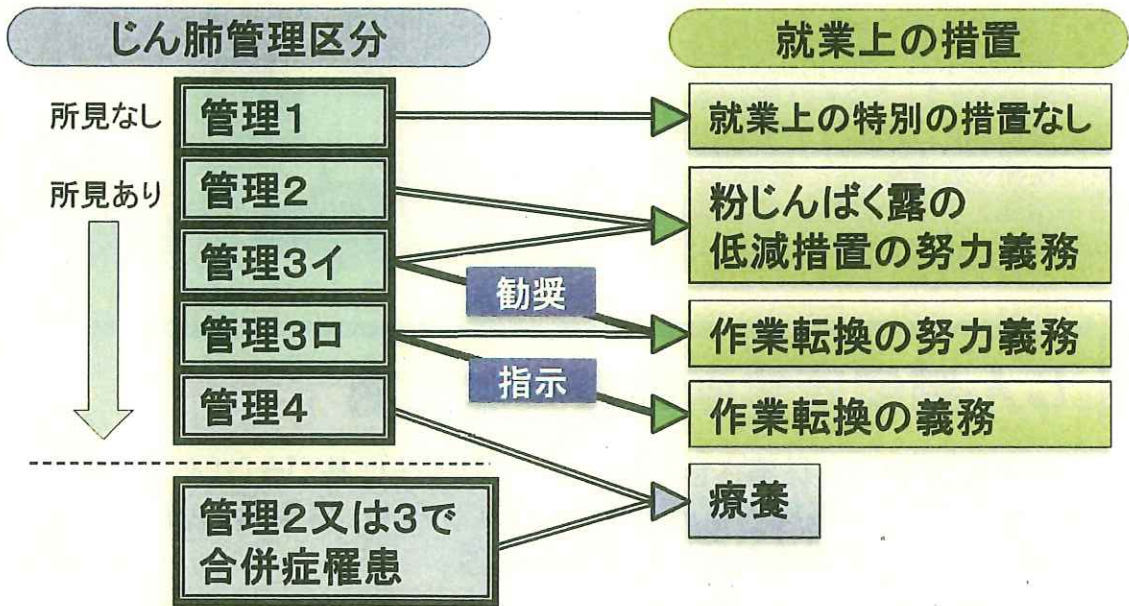 じん肺管理区分
就業上の措置
所見なし
管理1
就業上の特別の措置なし
所見あり
管理2
粉じんばく露の
低減措置の努力義務
管理3イ
勧奨
管理3ロ
作業転換の努力義務
指示
管理4
作業転換の義務
療養
管理2又は3で
合併症罹患